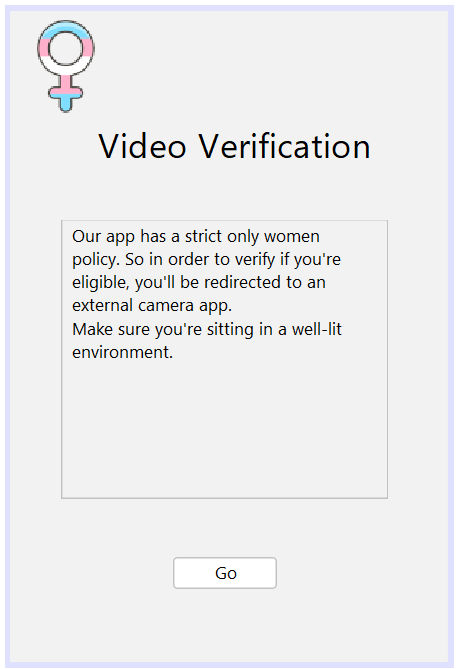 Video Verification
Our app has a strict only women
policy. So in order to verify if you're
eligible, you'll be redirected to an
external camera app.
Make sure you're sitting in a well-lit
environment.
Go